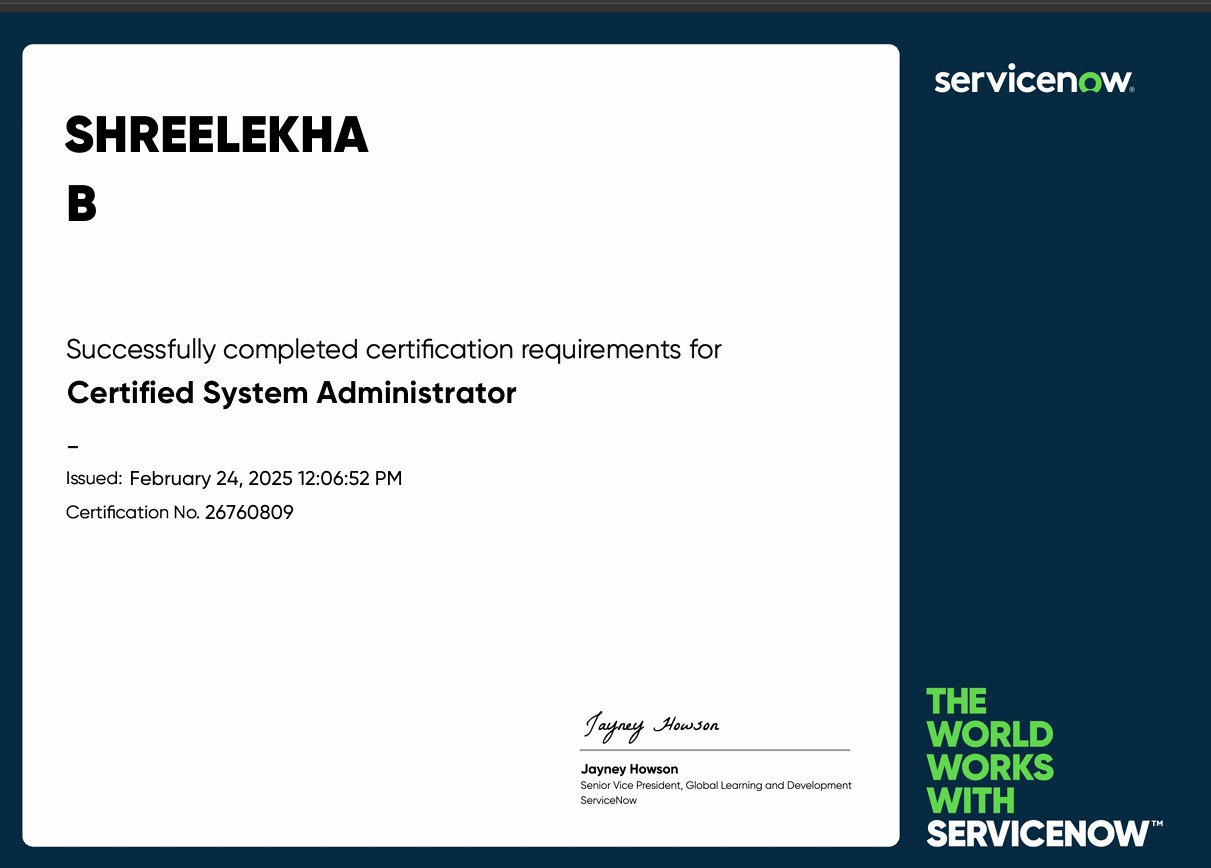 SHREELEKHA
B
Successfully completed certification requirements for
Certified System Administrator
–
Issued: February 24, 2025 12:06:52 PM
Certification No. 26760809
Jayney Howson
Jayney Howson
Senior Vice President, Global Learning and Development
ServiceNow
servicenow®
THE
WORLD
WORKS
WITH
SERVICENOW™